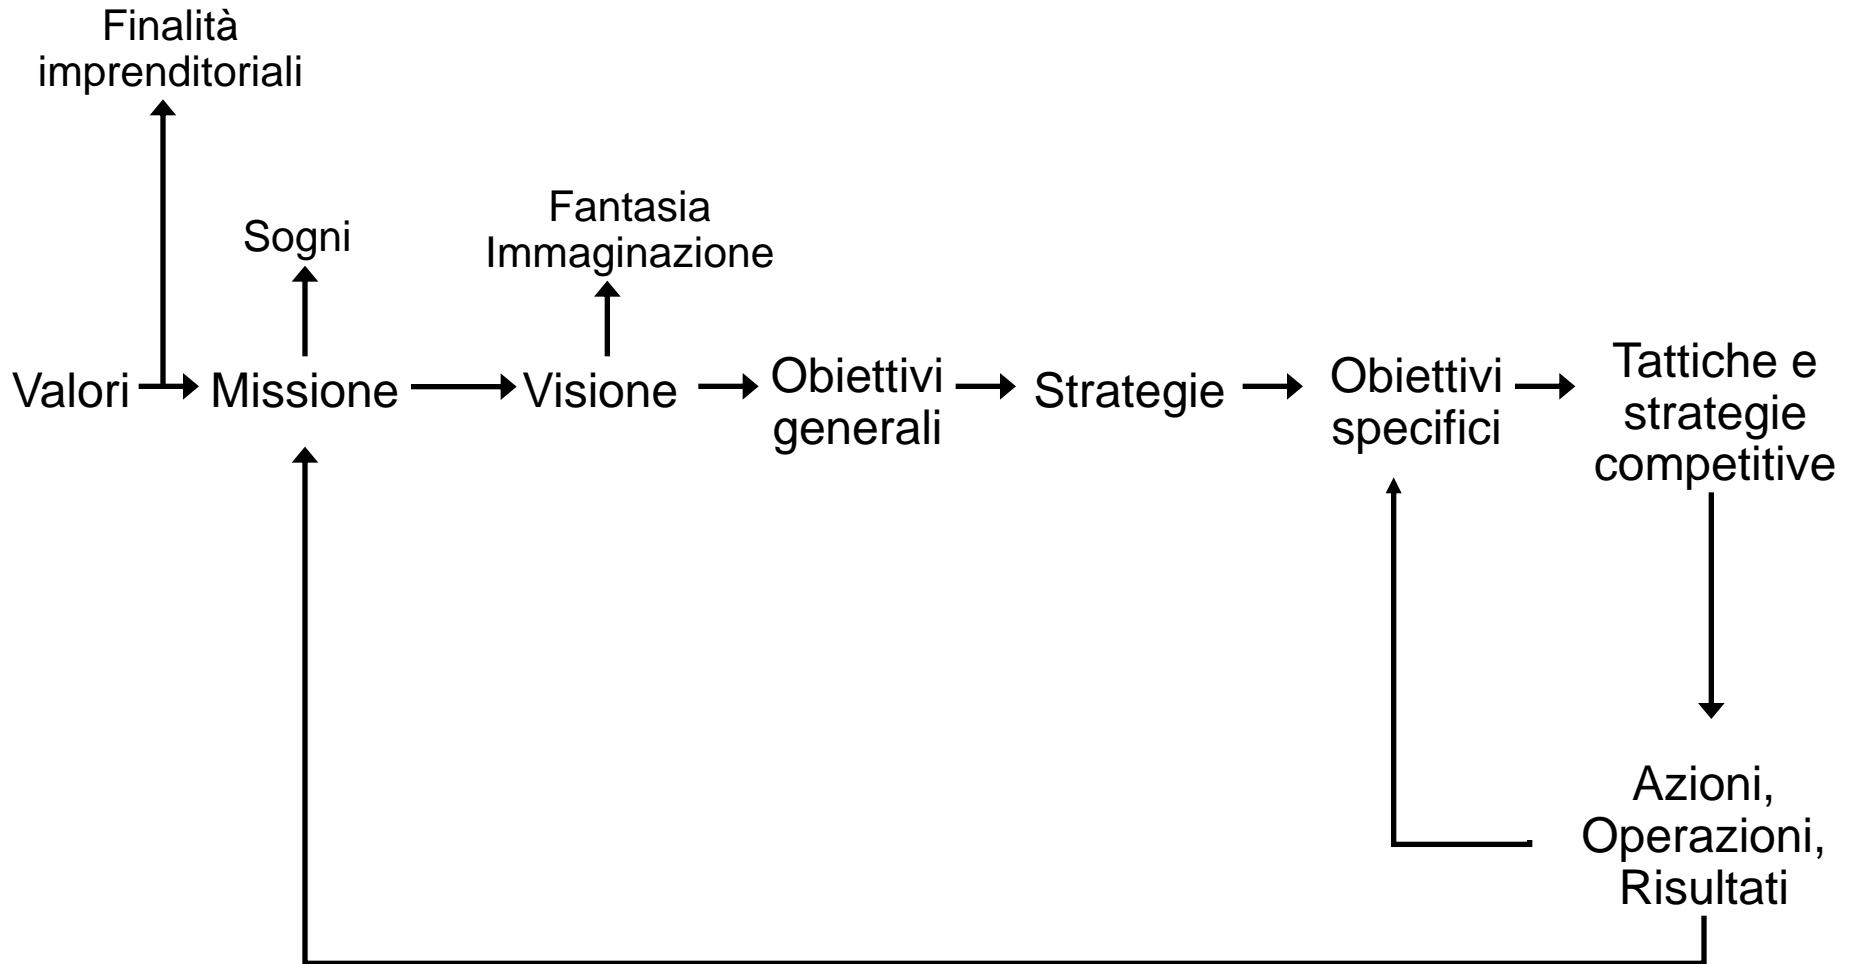 Finalità
imprenditoriali
Sogni
Fantasia
Immaginazione
Valori
Missione
Visione
Obiettivi
generali
Strategie
Obiettivi
specifici
Tattiche e
strategie
competitive
Azioni,
Operazioni,
Risultati